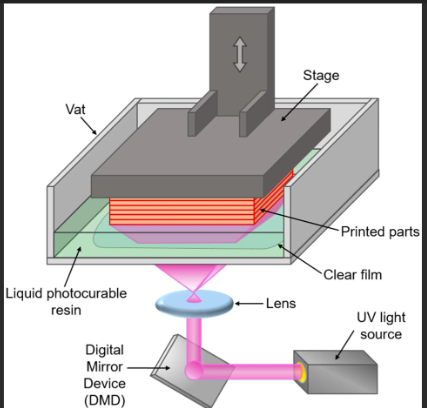 Stage
Vat
Printed parts
Clear film
Liquid photocurable
resin
Lens
UV light
source
Digital
Mirror
Device
(DMD)